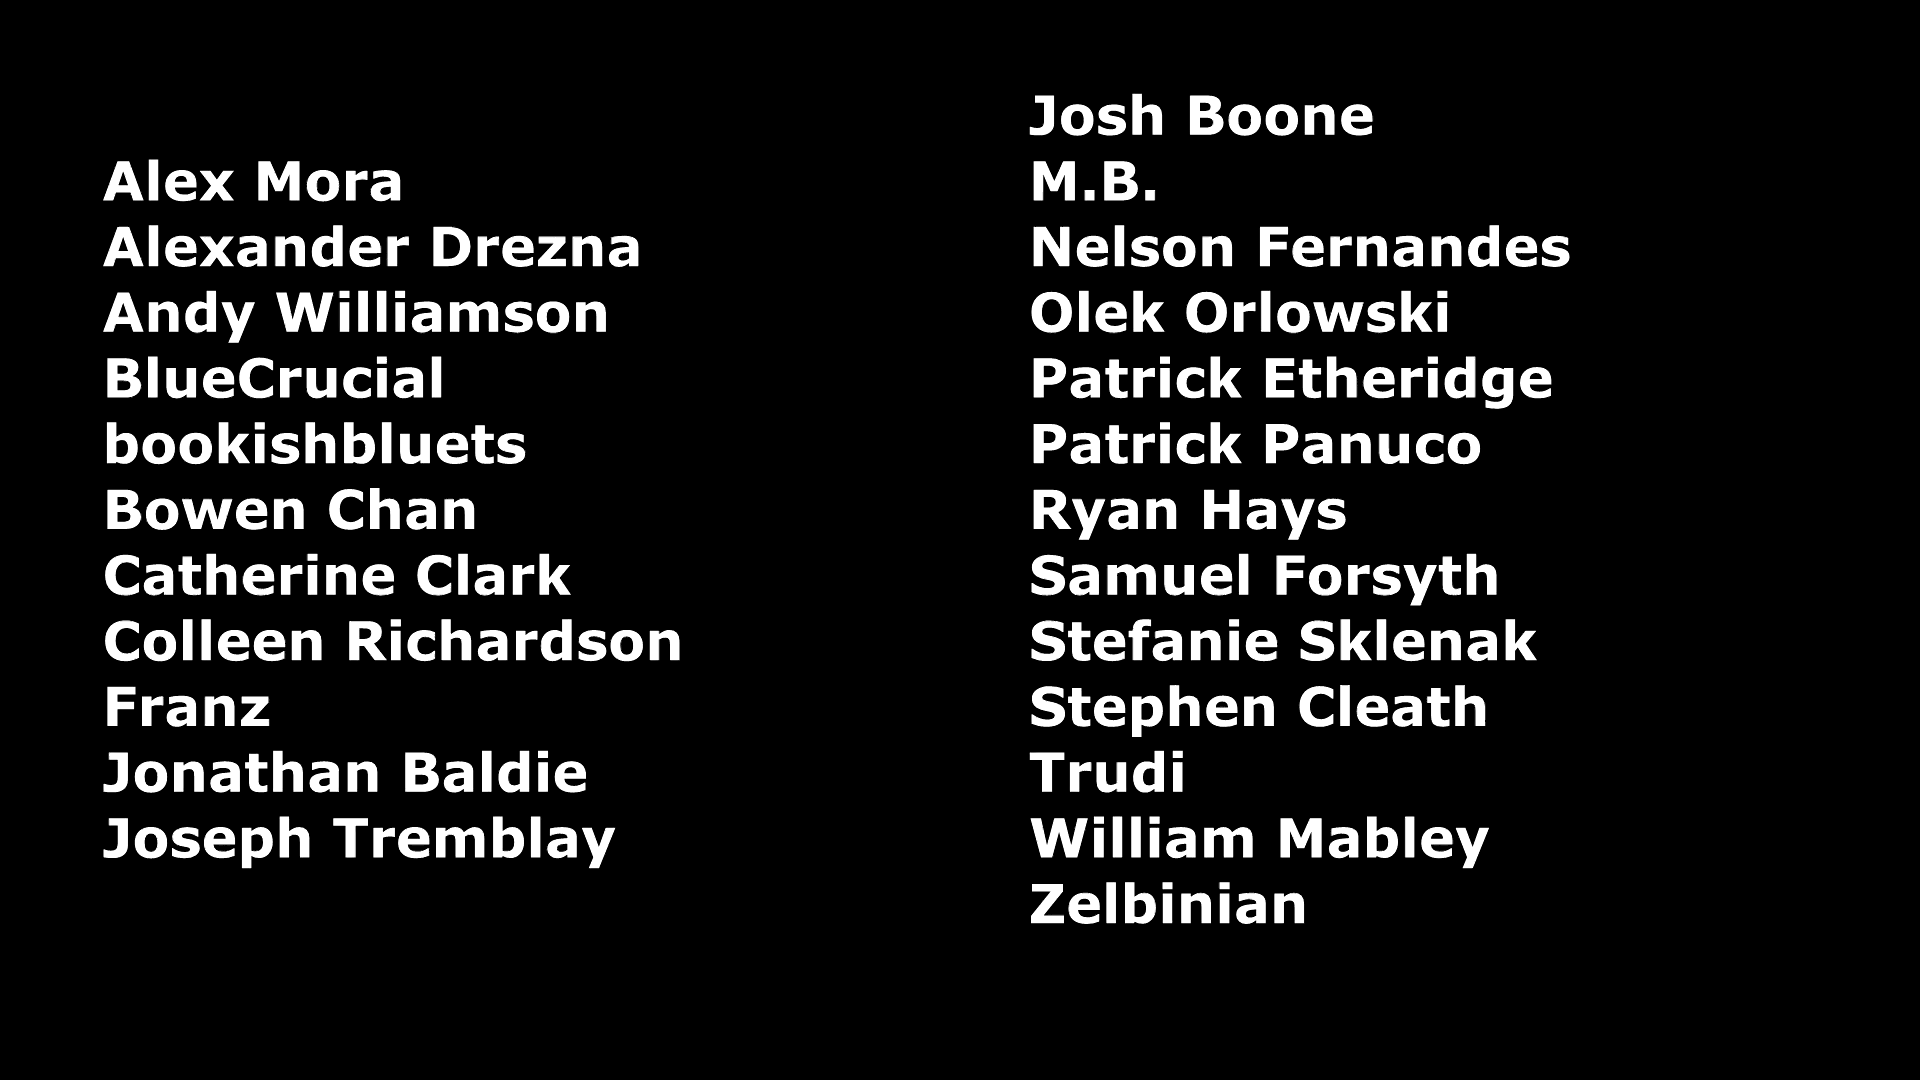 Alex Mora
Alexander Drezna
Andy Williamson
BlueCrucial
bookishbluets
Bowen Chan
Catherine Clark
Colleen Richardson
Franz
Jonathan Baldie
Joseph Tremblay
Josh Boone
M.B.
Nelson Fernandes
Olek Orlowski
Patrick Etheridge
Patrick Panuco
Ryan Hays
Samuel Forsyth
Stefanie Sklenak
Stephen Cleath
Trudi
William Mabley
Zelbinian